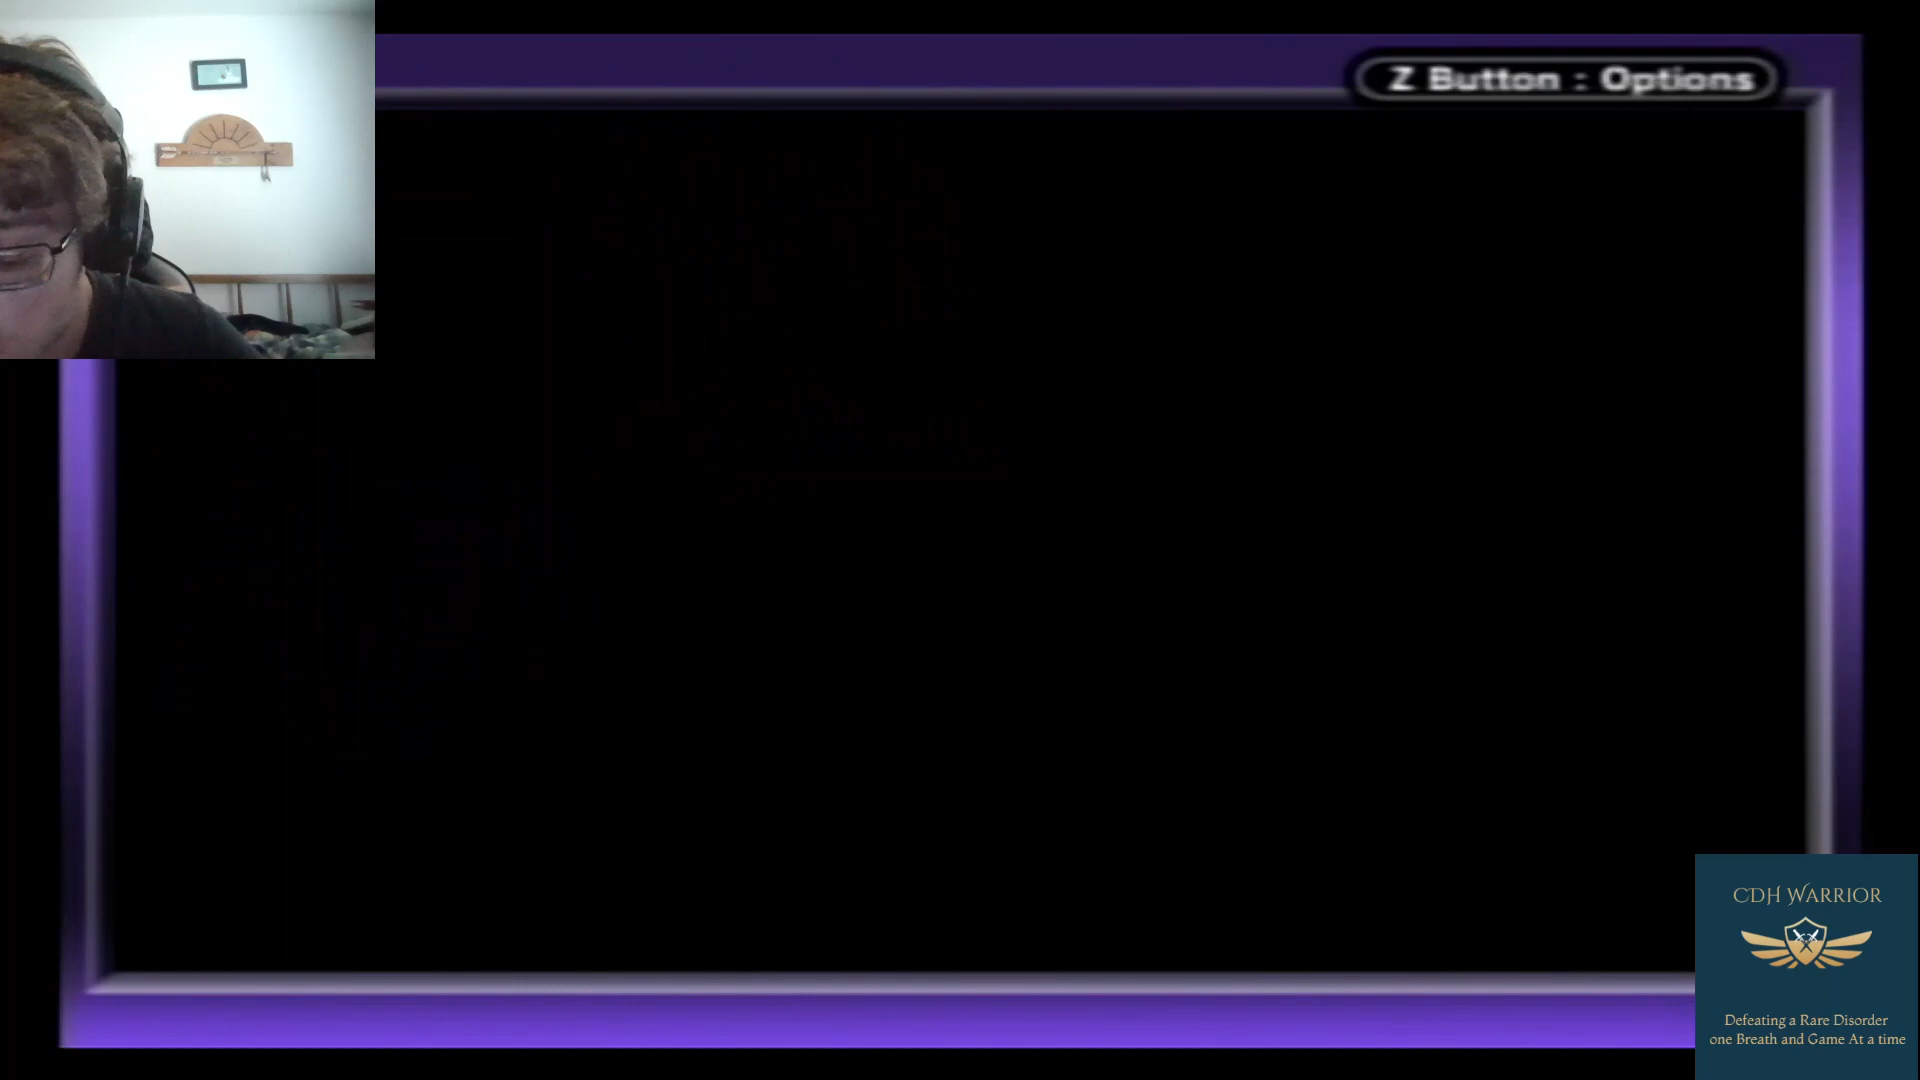 Z Button : Options
CDH WARRIOR
Defeating a Rare Disorder
one Breath and Game At a time